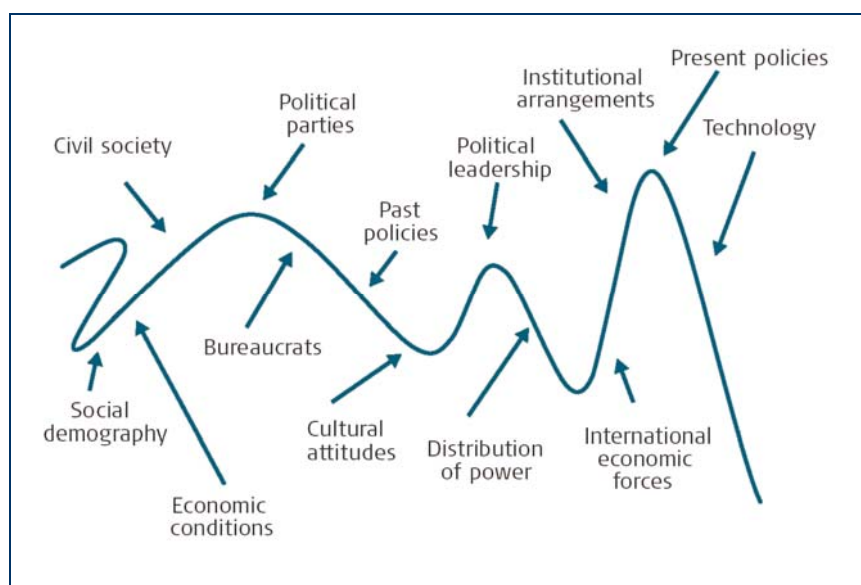 Present policies
Institutional
arrangements
Political
parties
Technology
Civil society
Political
leadership
Past
policies
Bureaucrats
Social
demography
Cultural
attitudes
Distribution
of power
International
economic
forces
Economic
conditions